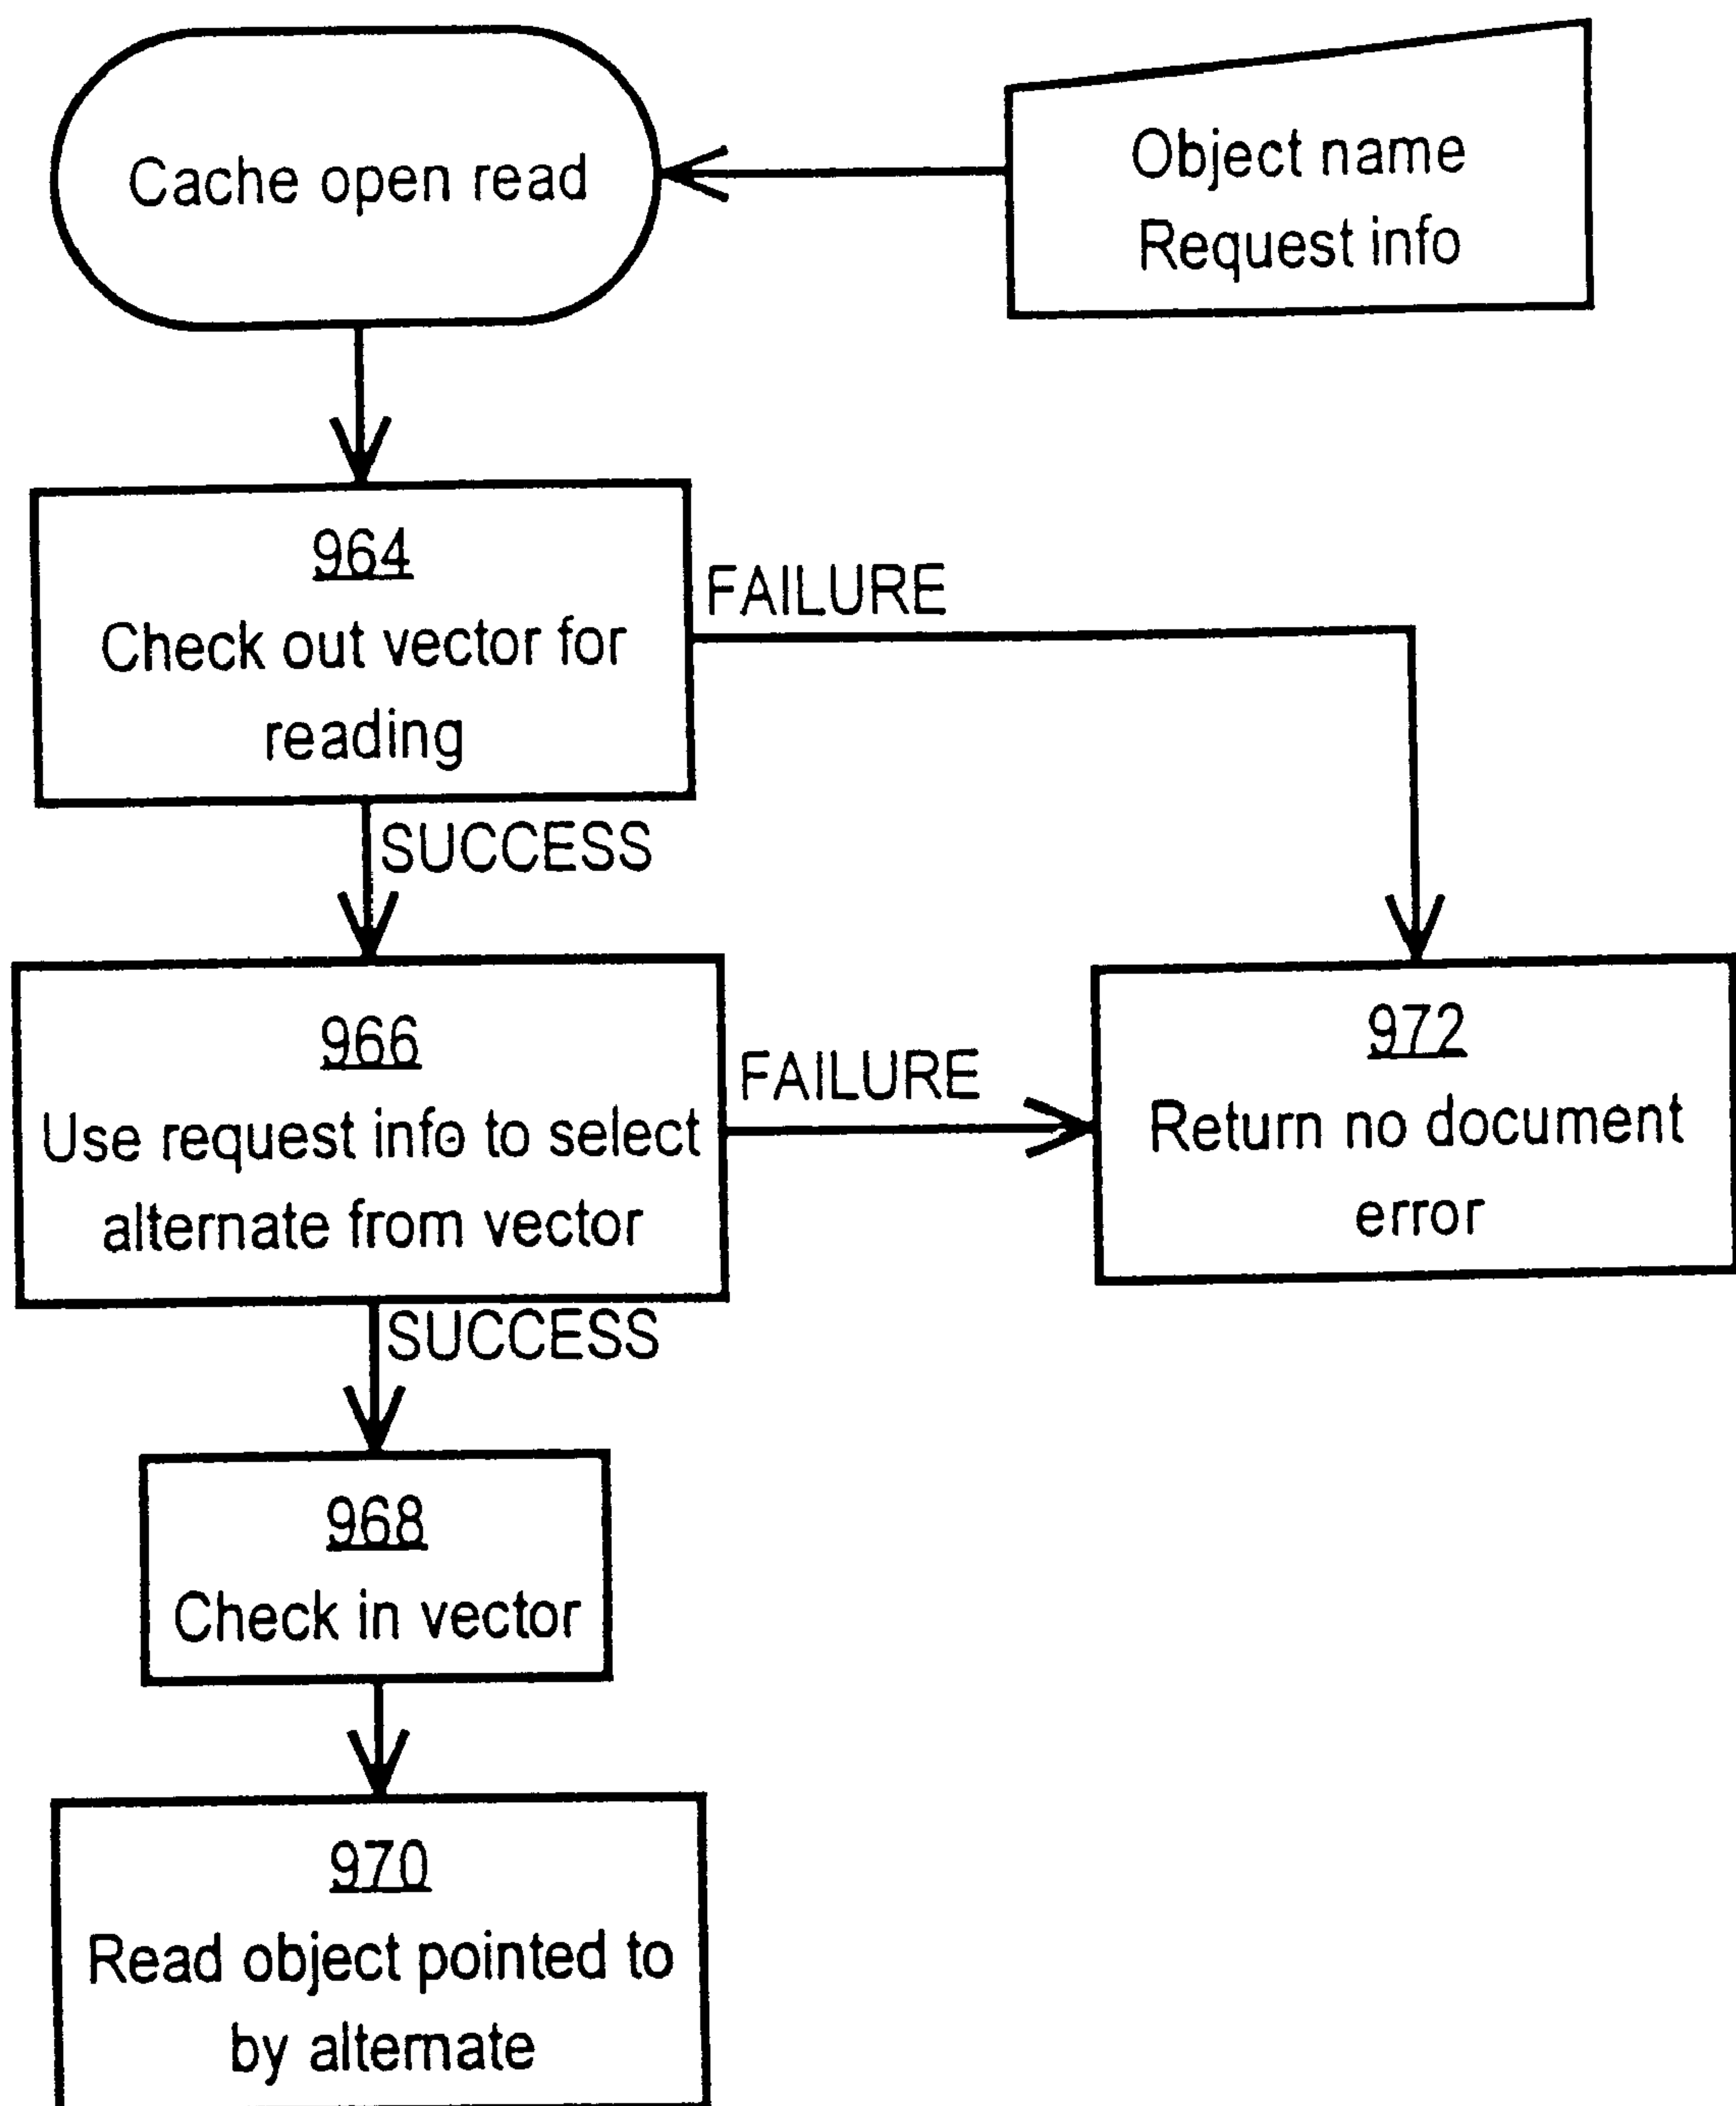 Cache open read
Object name
Request info
964
Check out vector for
reading
FAILURE
SUCCESS
966
Use request info to select
alternate from vector
FAILURE
972
Return no document
error
SUCCESS
968
Check in vector
970
Read object pointed to
by alternate